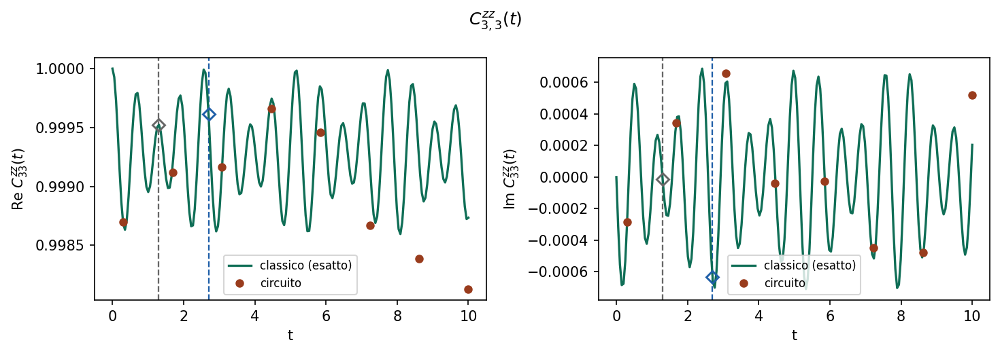 C^{zz}_{3,3}(t)
Re C^{zz}_{33}(t)
1.0000
0.9995
0.9990
0.9985
0 2 4 6 8 10
t
classico (esatto)
circuito
Im C^{zz}_{33}(t)
0.0006
0.0004
0.0002
0.0000
−0.0002
−0.0004
−0.0006
0 2 4 6 8 10
t
classico (esatto)
circuito